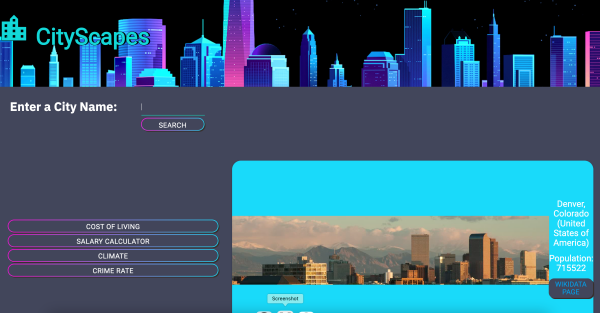 CityScapes
Enter a City Name:
SEARCH
COST OF LIVING
SALARY CALCULATOR
CLIMATE
CRIME RATE
Denver,
Colorado
(United
States of
America)
Population:
715522
WIKIDATA
PAGE
Screenshot